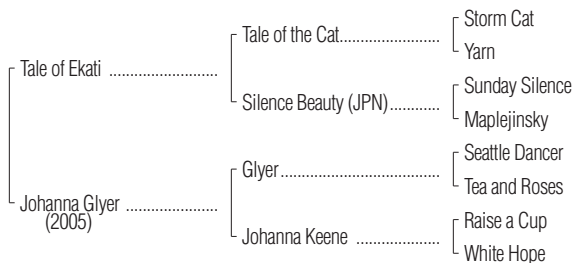 Storm Cat
Tale of the Cat
Yarn
Tale of Ekati
Sunday Silence
Silence Beauty (JPN)
Maplejinsky
Seattle Dancer
Glyer
Tea and Roses
Johanna Glyer
(2005)
Raise a Cup
Johanna Keene
White Hope